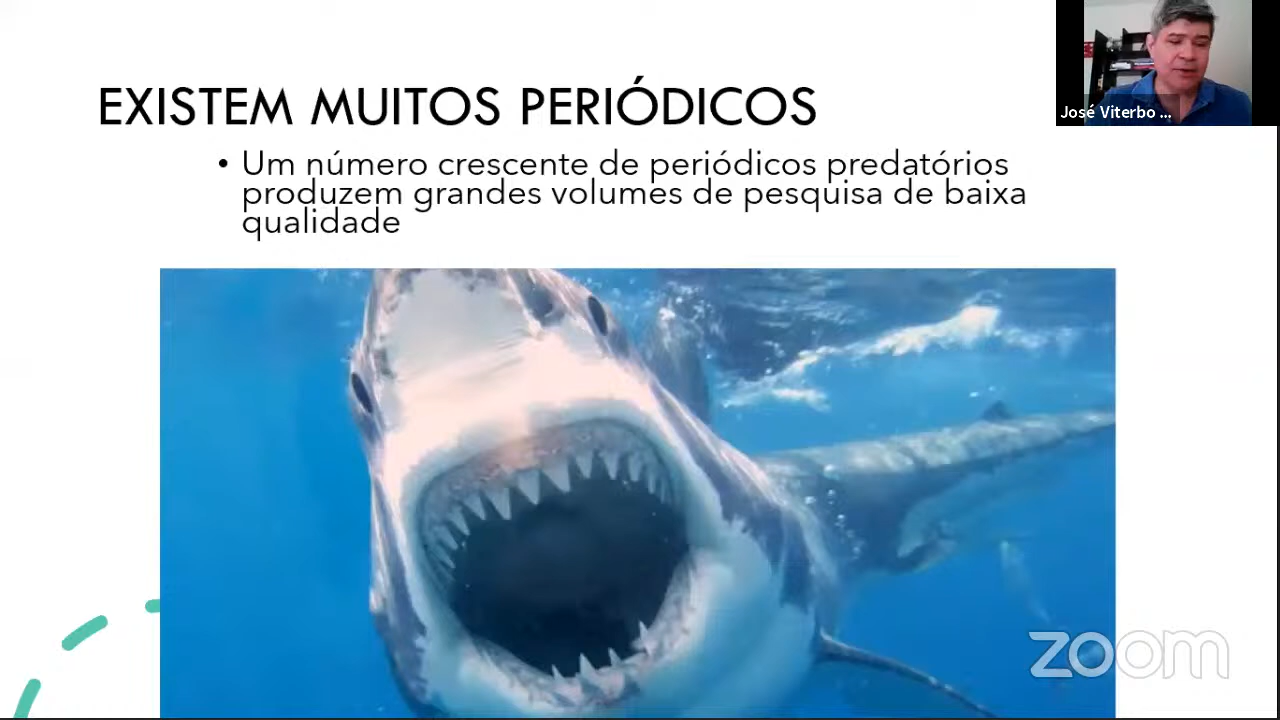 EXISTEM MUITOS PERIÓDICOS
• Um número crescente de periódicos predatórios
produzem grandes volumes de pesquisa de baixa
qualidade
José Viterbo ...
zoom